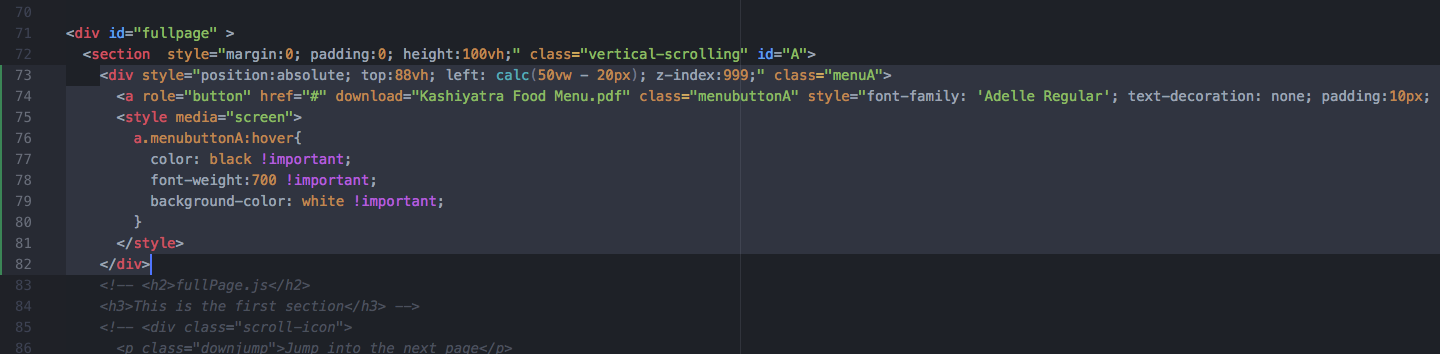 70
71 <div id="fullpage" >
72 <section  style="margin:0; padding:0; height:100vh;" class="vertical-scrolling" id="A">
73 <div style="position:absolute; top:88vh; left: calc(50vw - 20px); z-index:999;" class="menuA">
74 <a role="button" href="#" download="Kashiyatra Food Menu.pdf" class="menubuttonA" style="font-family: 'Adelle Regular'; text-decoration: none; padding:10px;
75 <style media="screen">
76 a.menubuttonA:hover{
77 color: black !important;
78 font-weight:700 !important;
79 background-color: white !important;
80 }
81 </style>
82 </div>
83 <!-- <h2>fullPage.js</h2>
84 <h3>This is the first section</h3> -->
85 <!-- <div class="scroll-icon">
86 <p class="downjump">Jump into the next page</p>